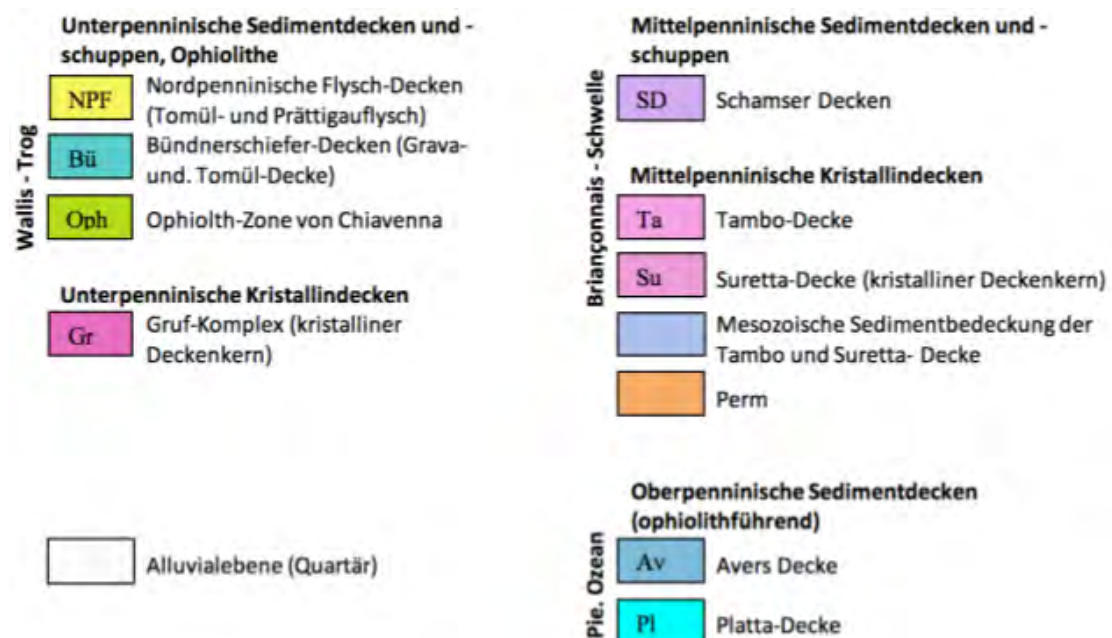 Unterpenninische Sedimentdecken und -
schuppen, Ophiolithe
Wallis - Trog
NPF
Nordpenninische Flysch-Decken
(Tomül- und Prättigauflysch)
Bü
Bündnerschiefer-Decken (Grava-
und. Tomül-Decke)
Oph
Ophiolth-Zone von Chiavenna
Unterpenninische Kristallindecken
Gr
Gruf-Komplex (kristalliner
Deckenkern)
Alluvialebene (Quartär)
Mittelpenninische Sedimentdecken und -
schuppen
Briançonnais - Schwelle
SD
Schamser Decken
Mittelpenninische Kristallindecken
Ta
Tambo-Decke
Su
Suretta-Decke (kristalliner Deckenkern)
Mesozoische Sedimentbedeckung der
Tambo und Suretta- Decke
Perm
Oberpenninische Sedimentdecken
(ophiolithführend)
Pie. Ozean
Av
Avers Decke
Pl
Platta-Decke